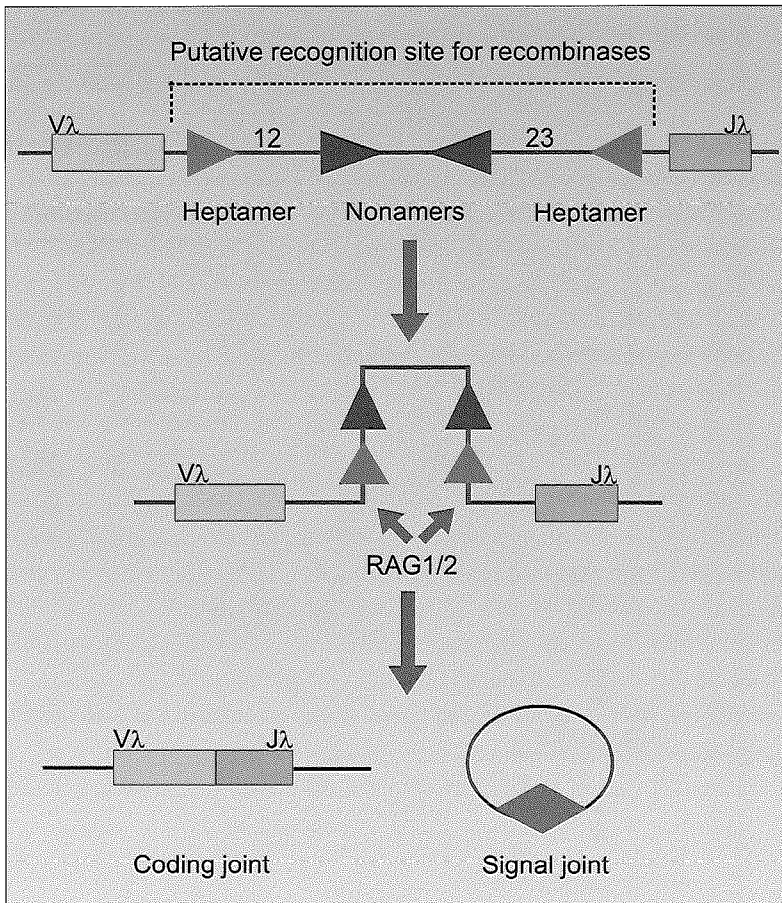 Putative recognition site for recombinases
Vλ 12 23 Jλ
Heptamer Nonamers Heptamer
Vλ Jλ
RAG1/2
Vλ Jλ
Coding joint Signal joint